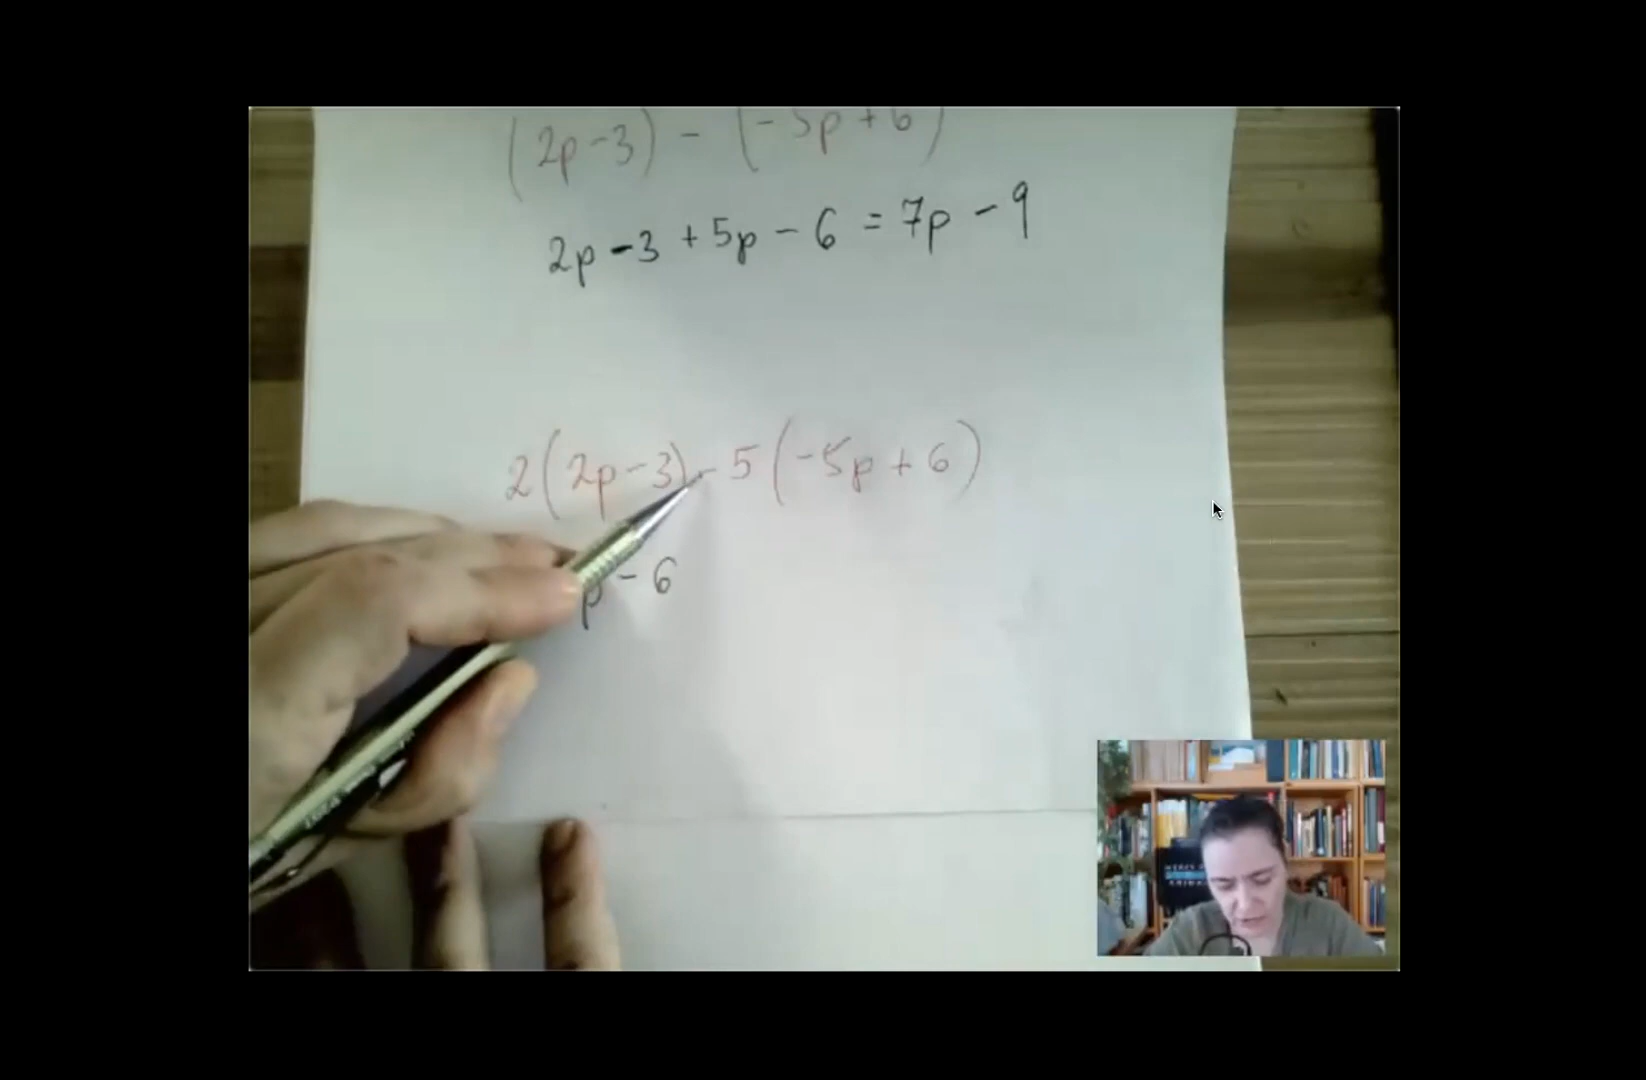 (2p-3) - (-5p+6)
2p-3 +5p - 6 = 7p - 9
2(2p-3) - 5(-5p+6)
p - 6